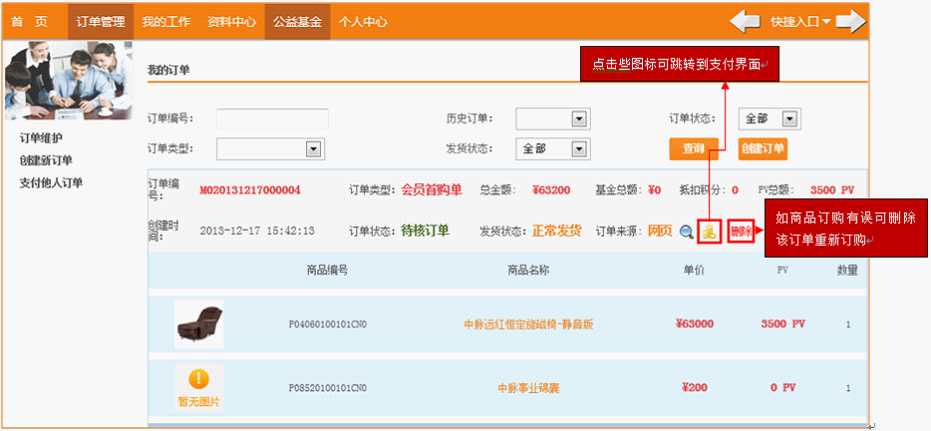 首 页 订单管理 我的工作 资料中心 公益基金 个人中心 快捷入口
点击些图标可跳转到支付界面
我的订单
订单编号: 历史订单: 订单状态: 全部
订单维护
订单类型: 发货状态: 全部 查询 创建订单
创建新订单
支付他人订单
订单编号: M020131217000004 订单类型: 会员首购单 总金额: ¥63200 基金总额: ¥0 抵扣积分: 0 PV总额: 3500 PV
如商品订购有误可删除
该订单重新订购
创建时间: 2013-12-17 15:42:13 订单状态: 待核订单 发货状态: 正常发货 订单来源: 网页 删除
商品编号 商品名称 单价 PV 数量
P04060100101CN0 中脉远红恒定旋磁椅-静音版 ¥63000 3500 PV 1
P08520100101CN0 中脉事业锦囊 ¥200 0 PV 1
暂无图片